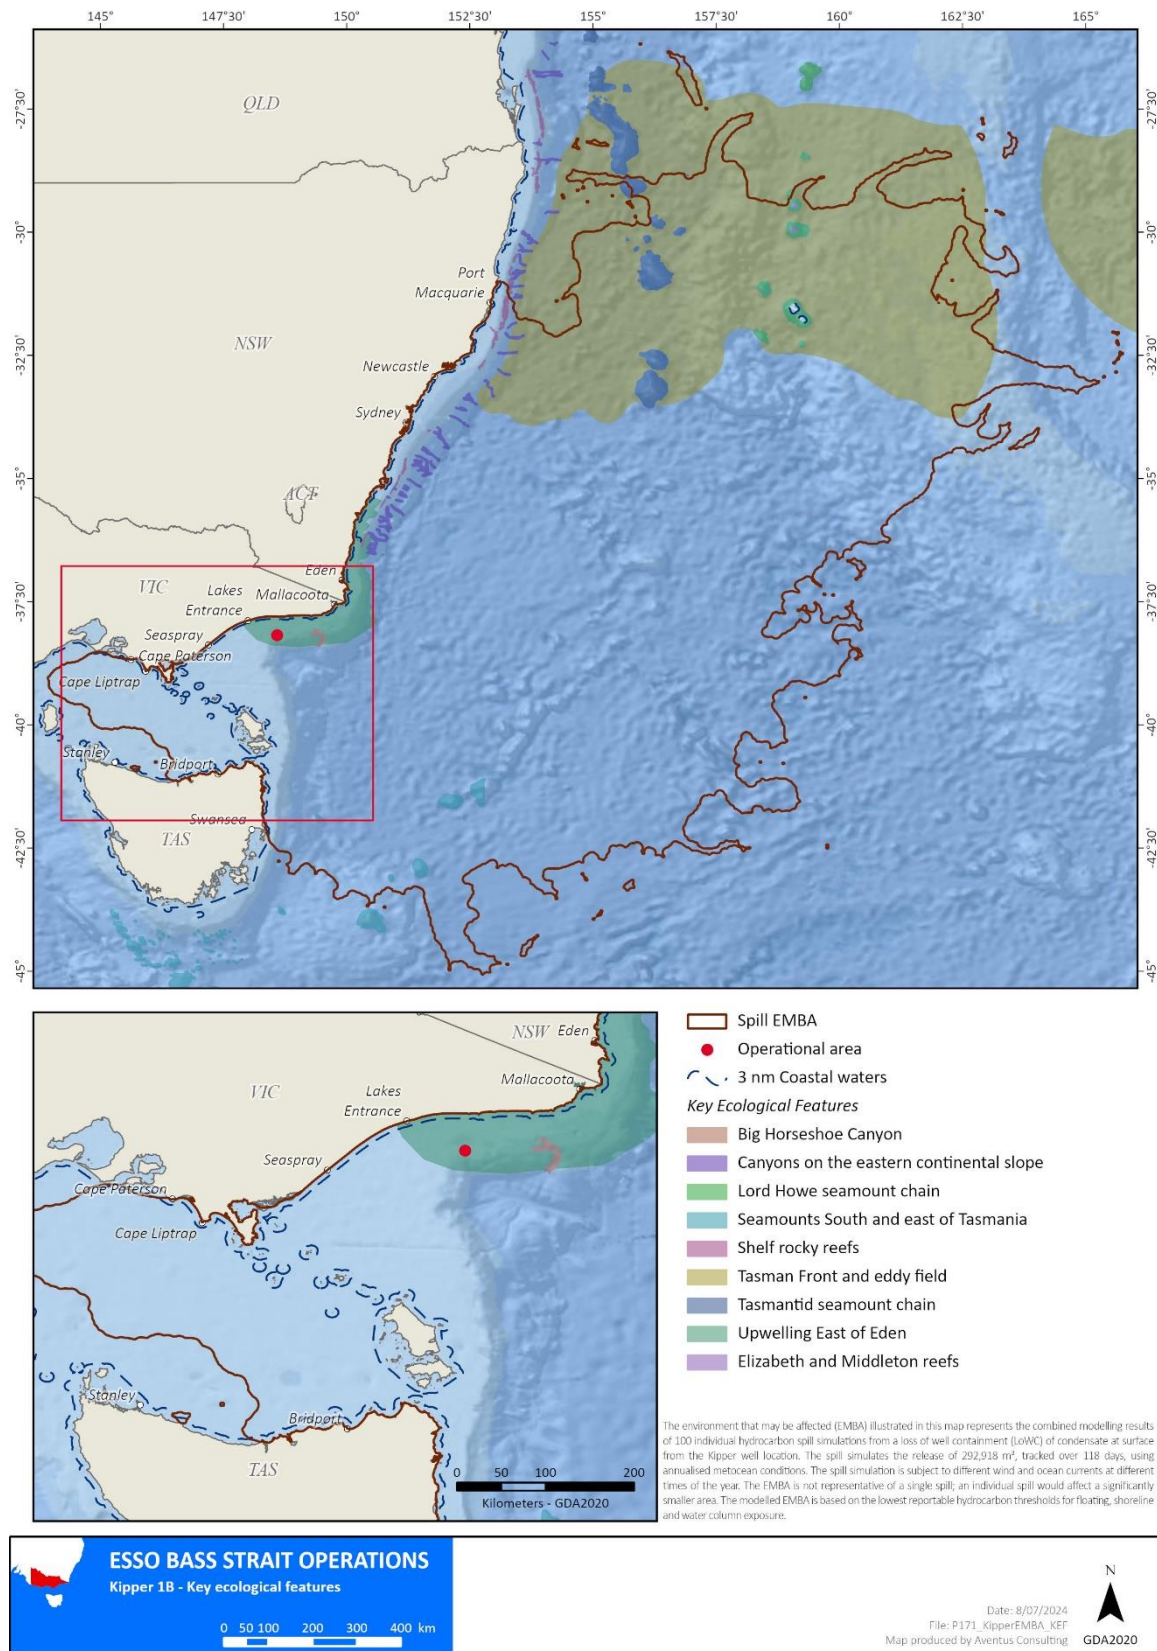 145° 147°30' 150° 152°30' 155° 157°30' 160° 162°30' 165°
-27°30' -27°30'
QLD
-30° -30°
Port
Macquarie
NSW
-32°30' -32°30'
Newcastle
Sydney
-35° -35°
ACT
Eden
VIC
Mallacoota
-37°30' -37°30'
Lakes
Entrance
Seaspray
Cape Paterson
Cape Liptrap
-40° -40°
Stanley
Bridport
Swansea
TAS
-42°30' -42°30'
-45° -45°
NSW
Eden
Mallacoota
VIC
Lakes
Entrance
Seaspray
Cape Paterson
Cape Liptrap
Stanley
Bridport
TAS
0 50 100 200
Kilometers - GDA2020
Spill EMBA
Operational area
3 nm Coastal waters
Key Ecological Features
Big Horseshoe Canyon
Canyons on the eastern continental slope
Lord Howe seamount chain
Seamounts South and east of Tasmania
Shelf rocky reefs
Tasman Front and eddy field
Tasmantid seamount chain
Upwelling East of Eden
Elizabeth and Middleton reefs
The environment that may be affected (EMBA) illustrated in this map represents the combined modelling results
of 100 individual hydrocarbon spill simulations from a loss of well containment (LoWC) of condensate at surface
from the Kipper well location. The spill simulates the release of 292,918 m³, tracked over 118 days, using
annualised metocean conditions. The spill simulation is subject to different wind and ocean currents at different
times of the year. The EMBA is not representative of a single spill; an individual spill would affect a significantly
smaller area. The modelled EMBA is based on the lowest reportable hydrocarbon thresholds for floating, shoreline
and water column exposure.
ESSO BASS STRAIT OPERATIONS
Kipper 1B - Key ecological features
0 50 100 200 300 400 km
N
Date: 8/07/2024
File: P171_KipperEMBA_KEF
Map produced by Aventus Consulting
GDA2020